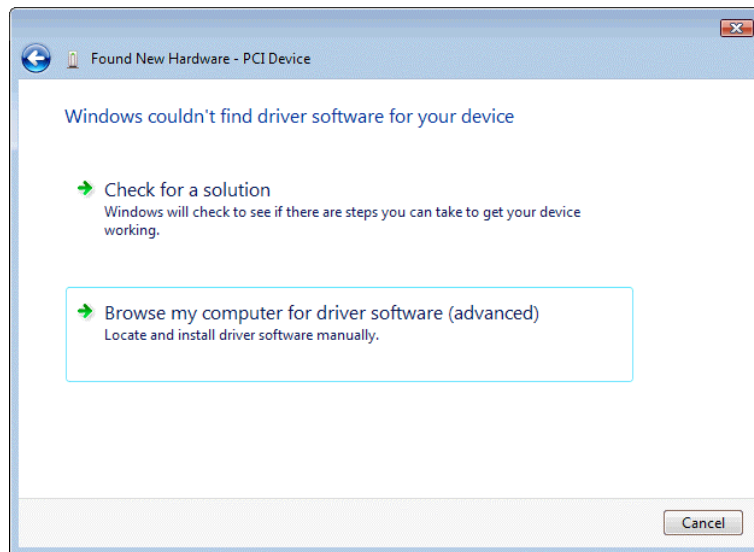 Found New Hardware - PCI Device
Windows couldn't find driver software for your device
Check for a solution
Windows will check to see if there are steps you can take to get your device
working.
Browse my computer for driver software (advanced)
Locate and install driver software manually.
Cancel